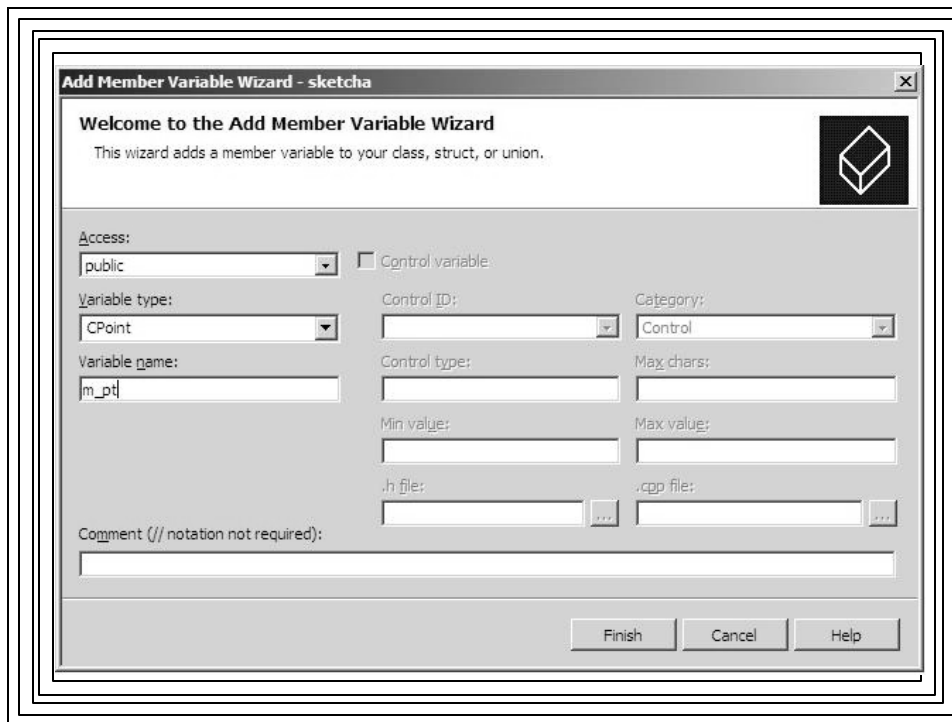 Add Member Variable Wizard - sketcha
Welcome to the Add Member Variable Wizard
This wizard adds a member variable to your class, struct, or union.
Access:
public
Control variable
Variable type:
CPoint
Control ID:
Category:
Control
Variable name:
m_pt
Control type:
Max chars:
Min value:
Max value:
.h file:
...
.cpp file:
...
Comment (// notation not required):
Finish Cancel Help